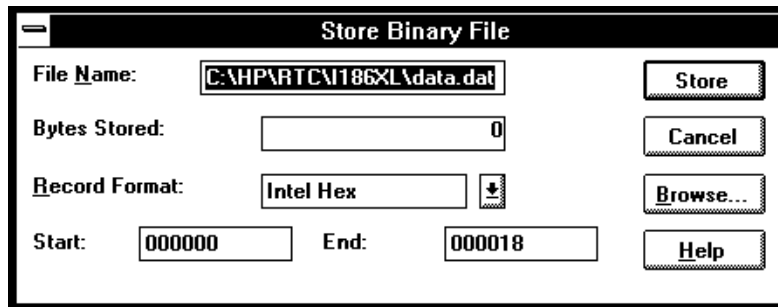 Store Binary File
File Name: C:\HP\RTC\I186XL\data.dat Store
Bytes Stored: 0 Cancel
Record Format: Intel Hex Browse...
Start: 000000 End: 000018 Help